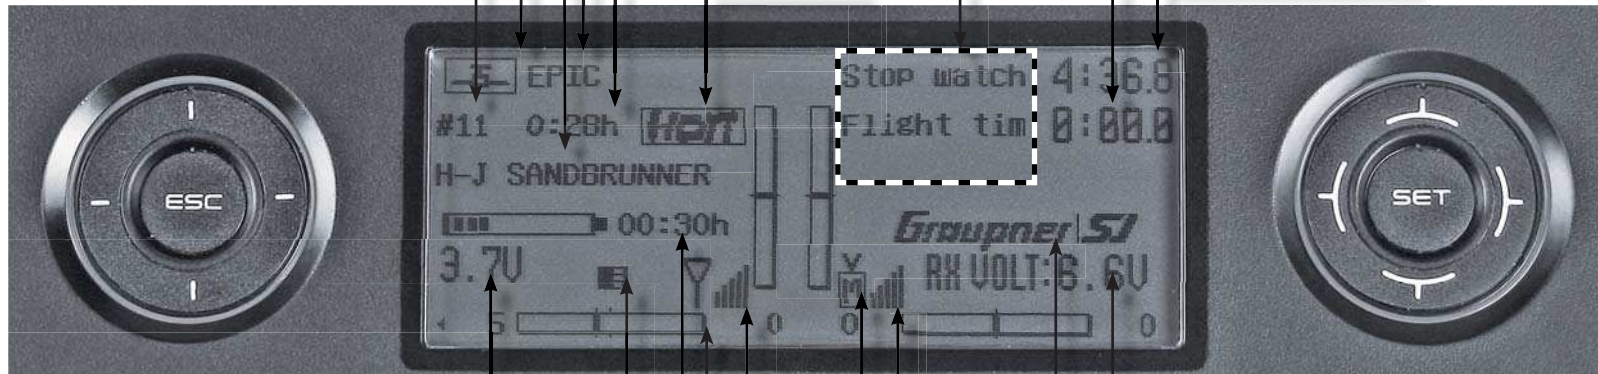 ESC
EPIC
#11 0:28h HoTT
H-J SANDBRUNNER
00:30h
3.7V
5 0
Stop watch 4:36.8
Flight tim 0:00.0
Graupner SJ
Y
M
RX VOLT:6.6V
0 0
SET